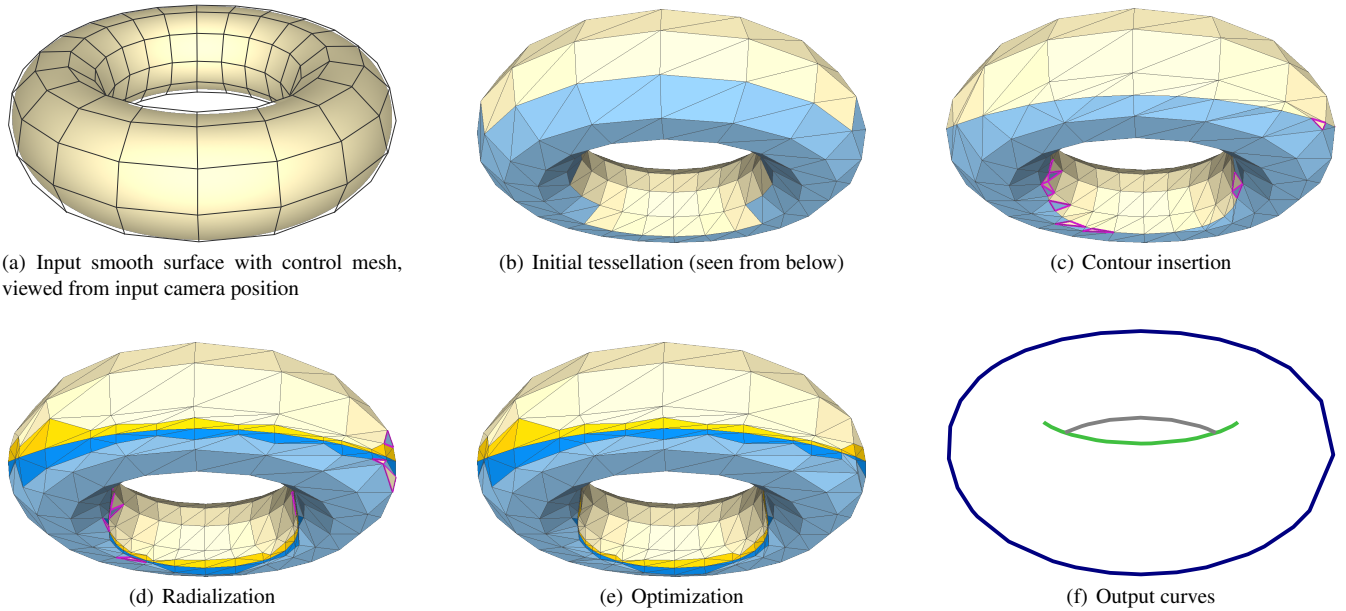 (a) Input smooth surface with control mesh,
viewed from input camera position
(b) Initial tessellation (seen from below)
(c) Contour insertion
(d) Radialization
(e) Optimization
(f) Output curves